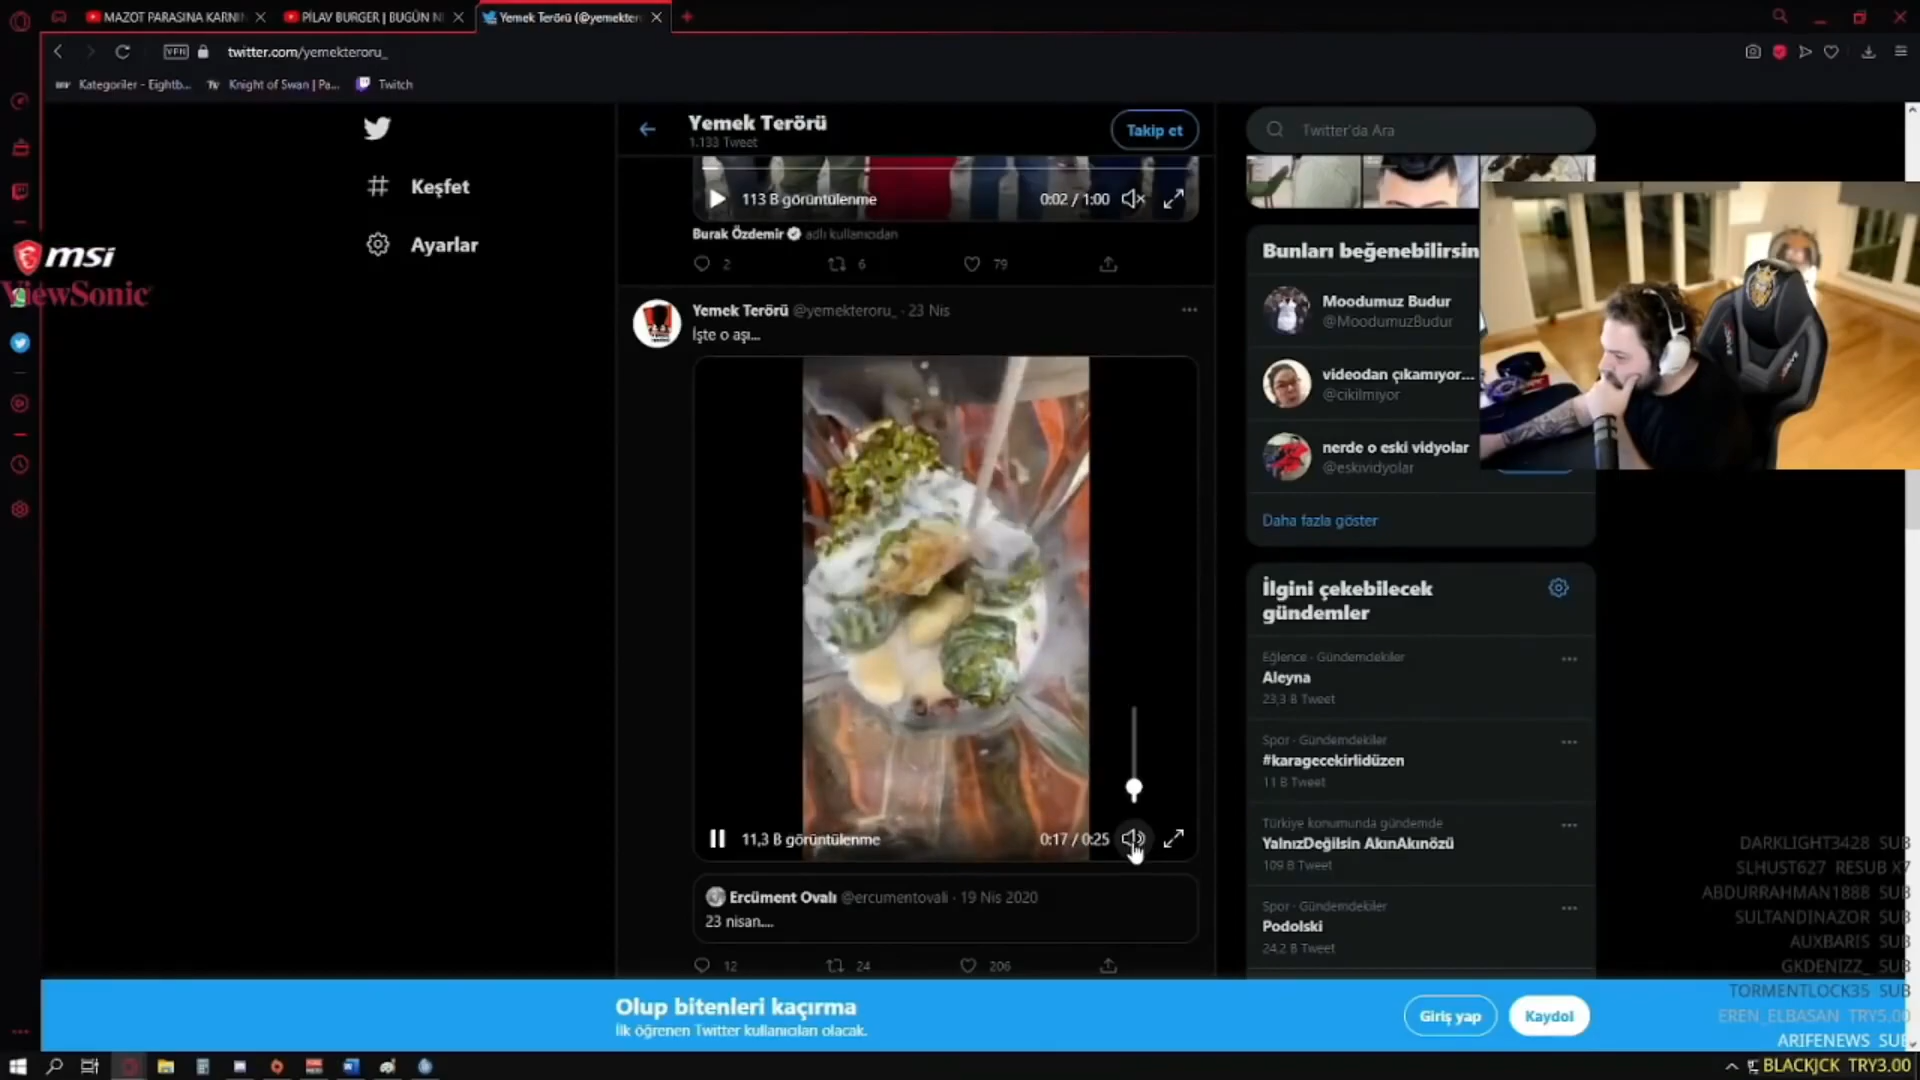 MAZOT PARASINA KARNI
PİLAV BURGER | BUGÜN N
Yemek Terörü (@yemekter
VPN
twitter.com/yemekteroru_
Kategoriler - Eightb...
Knight of Swan | Pa...
Twitch
msi
ViewSonic
Keşfet
Ayarlar
Yemek Terörü
1.133 Tweet
Takip et
113 B görüntülenme
0:02 / 1:00
Burak Özdemir adlı kullanıcıdan
2
6
79
Yemek Terörü @yemekteroru_ · 23 Nis
İşte o aşı...
11,3 B görüntülenme
0:17 / 0:25
Ercüment Ovalı @ercumentovali · 19 Nis 2020
23 nisan....
12
24
206
Twitter'da Ara
Bunları beğenebilirsin
Moodumuz Budur
@MoodumuzBudur
videodan çıkamıyor...
@cikilmiyor
nerde o eski vidyolar
@eskividyolar
Daha fazla göster
İlgini çekebilecek
gündemler
Eğlence · Gündemdekiler
Aleyna
23,3 B Tweet
Spor · Gündemdekiler
#karagecekirlidüzen
11 B Tweet
Türkiye konumunda gündemde
YalnızDeğilsin AkınAkınözü
109 B Tweet
Spor · Gündemdekiler
Podolski
24,2 B Tweet
DARKLIGHT3428 SUB
SLHUST627 RESUB X7
ABDURRAHMAN1888 SUB
SULTANDINAZOR SUB
AUXBARIS SUB
GKDENIZZ_ SUB
TORMENTLOCK35 SUB
EREN_ELBASAN TRY5.00
ARIFENEWS SUB
BLACKJCK TRY3.00
Olup bitenleri kaçırma
İlk öğrenen Twitter kullanıcıları olacak.
Giriş yap
Kaydol